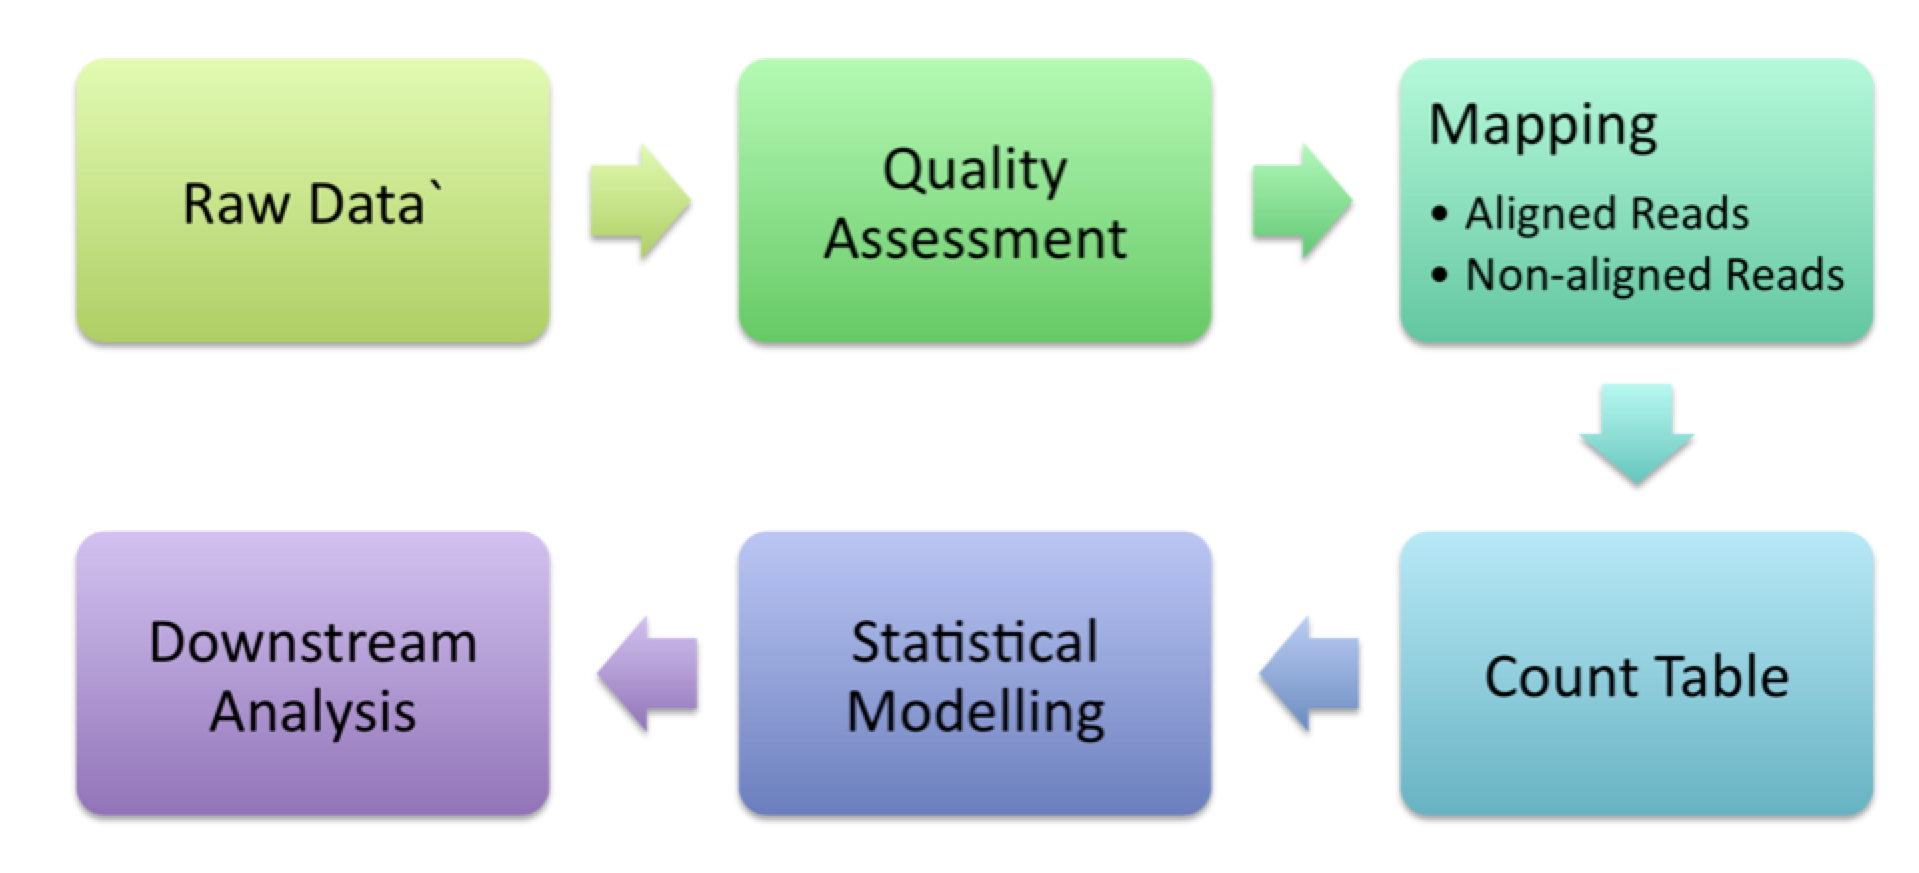 Raw Data`
Quality
Assessment
Mapping
• Aligned Reads
• Non-aligned Reads
Count Table
Statistical
Modelling
Downstream
Analysis